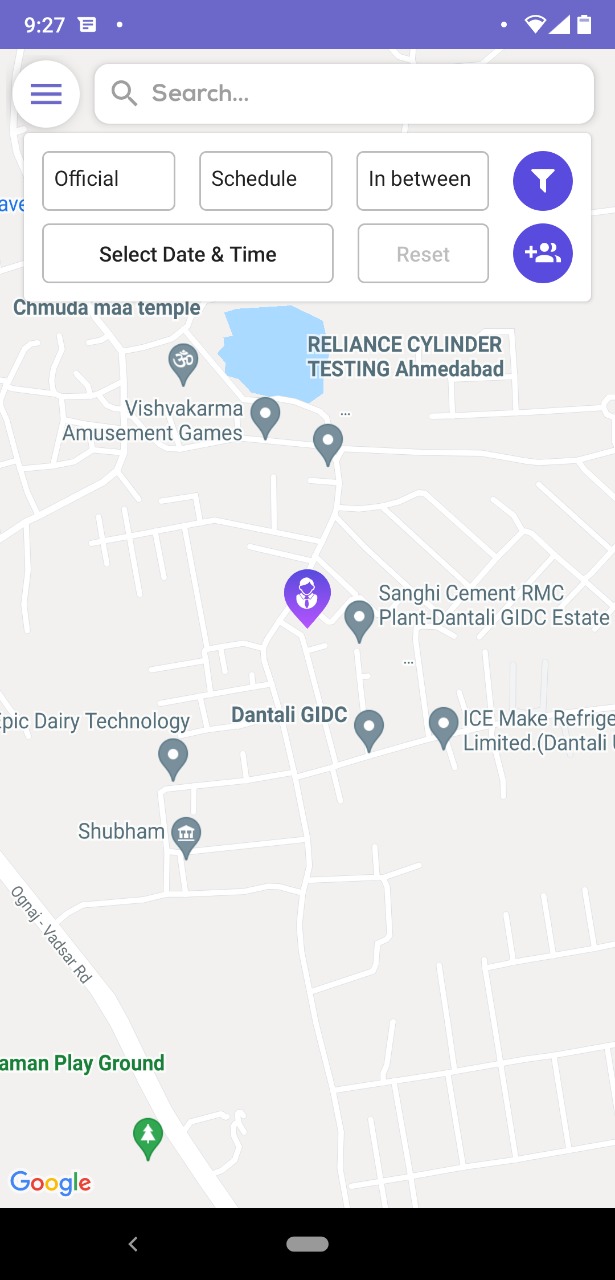 9:27
Search...
Official
Schedule
In between
Select Date & Time
Reset
ave
Chmuda maa temple
RELIANCE CYLINDER
TESTING Ahmedabad
Vishvakarma
Amusement Games
...
Sanghi Cement RMC
Plant-Dantali GIDC Estate
...
Epic Dairy Technology
Dantali GIDC
ICE Make Refrige
Limited.(Dantali U
Shubham
Ognaj - Vadsar Rd
aman Play Ground
Google